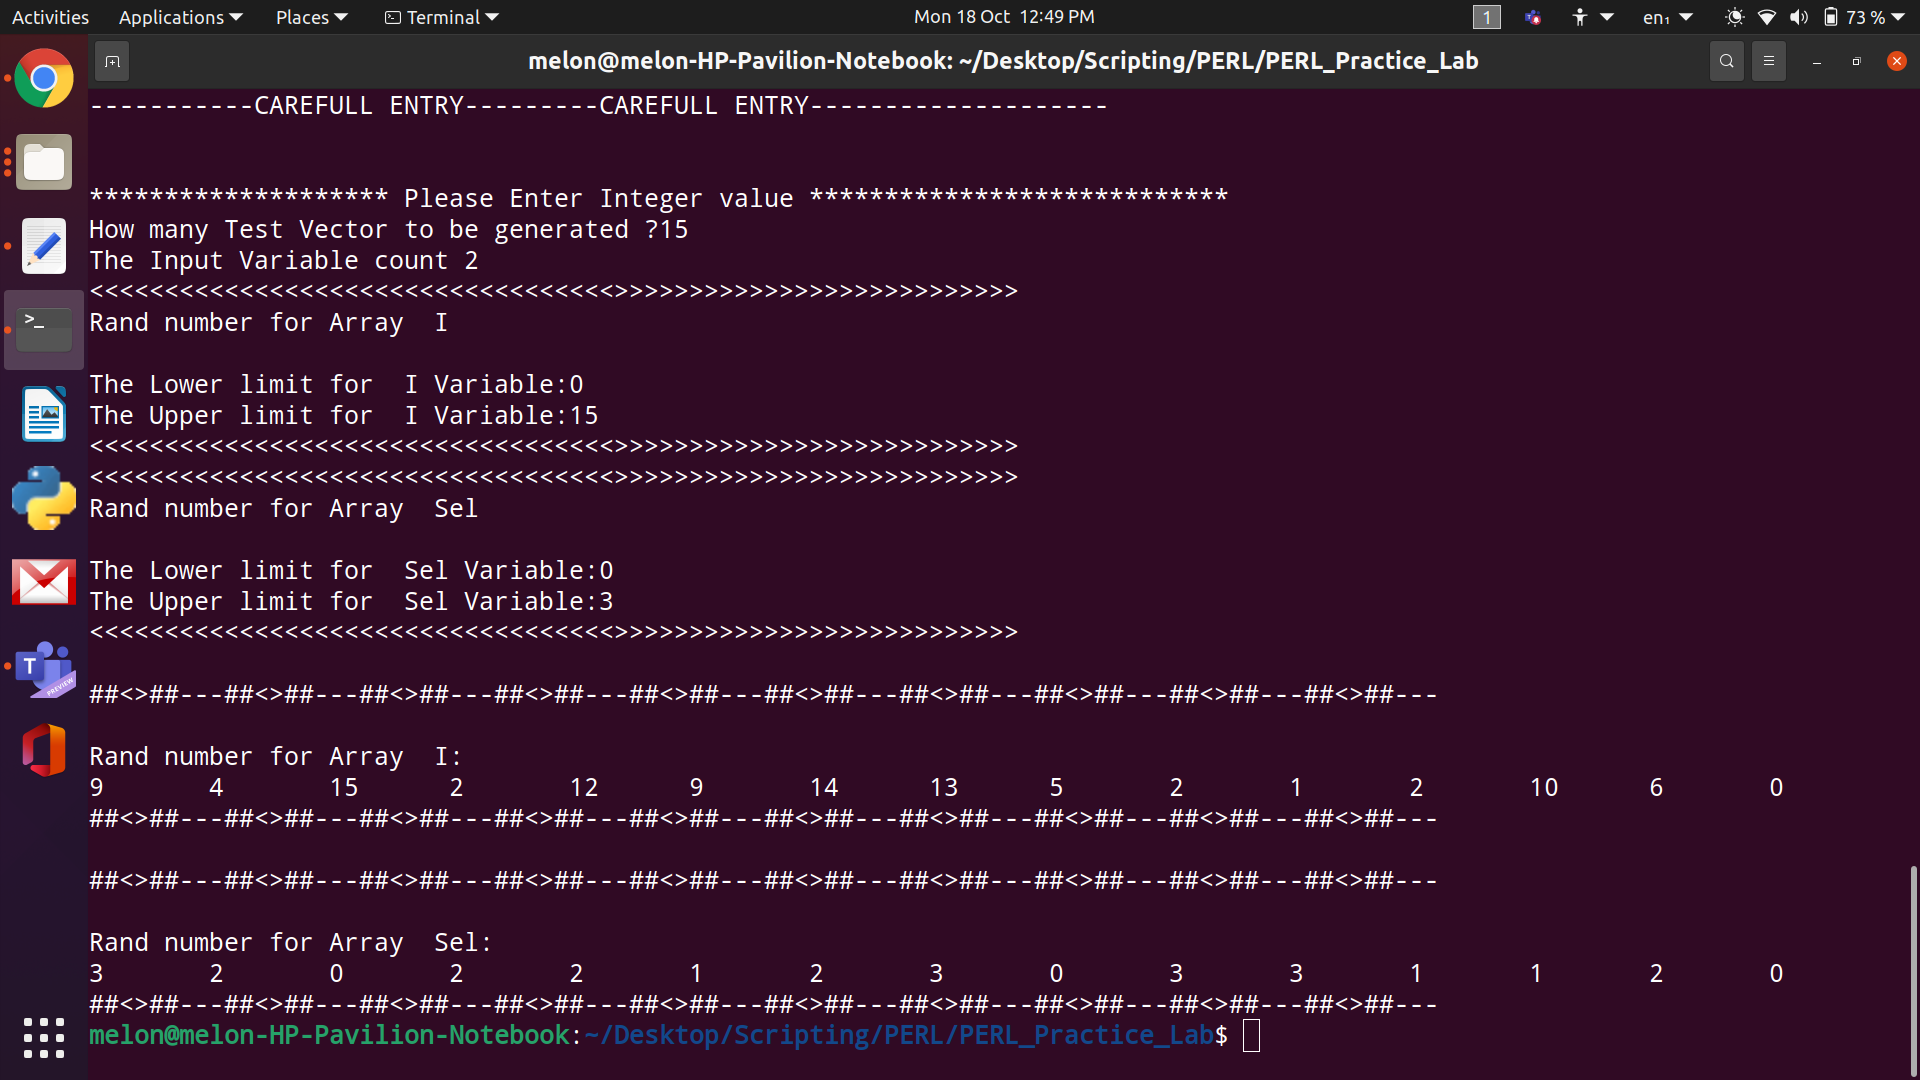 Activities Applications Places Terminal Mon 18 Oct 12:49 PM 1 en₁ 73 %
melon@melon-HP-Pavilion-Notebook: ~/Desktop/Scripting/PERL/PERL_Practice_Lab
-----------CAREFULL ENTRY---------CAREFULL ENTRY--------------------
******************** Please Enter Integer value ****************************
How many Test Vector to be generated ?15
The Input Variable count 2
<<<<<<<<<<<<<<<<<<<<<<<<<<<<<<<<<<<>>>>>>>>>>>>>>>>>>>>>>>>>>>
Rand number for Array  I
The Lower limit for  I Variable:0
The Upper limit for  I Variable:15
<<<<<<<<<<<<<<<<<<<<<<<<<<<<<<<<<<<>>>>>>>>>>>>>>>>>>>>>>>>>>>
<<<<<<<<<<<<<<<<<<<<<<<<<<<<<<<<<<<>>>>>>>>>>>>>>>>>>>>>>>>>>>
Rand number for Array  Sel
The Lower limit for  Sel Variable:0
The Upper limit for  Sel Variable:3
<<<<<<<<<<<<<<<<<<<<<<<<<<<<<<<<<<<>>>>>>>>>>>>>>>>>>>>>>>>>>>
##<>##---##<>##---##<>##---##<>##---##<>##---##<>##---##<>##---##<>##---##<>##---##<>##---
Rand number for Array  I:
9 4 15 2 12 9 14 13 5 2 1 2 10 6 0
##<>##---##<>##---##<>##---##<>##---##<>##---##<>##---##<>##---##<>##---##<>##---##<>##---
##<>##---##<>##---##<>##---##<>##---##<>##---##<>##---##<>##---##<>##---##<>##---##<>##---
Rand number for Array  Sel:
3 2 0 2 2 1 2 3 0 3 3 1 1 2 0
##<>##---##<>##---##<>##---##<>##---##<>##---##<>##---##<>##---##<>##---##<>##---##<>##---
melon@melon-HP-Pavilion-Notebook:~/Desktop/Scripting/PERL/PERL_Practice_Lab$
T
PREVIEW